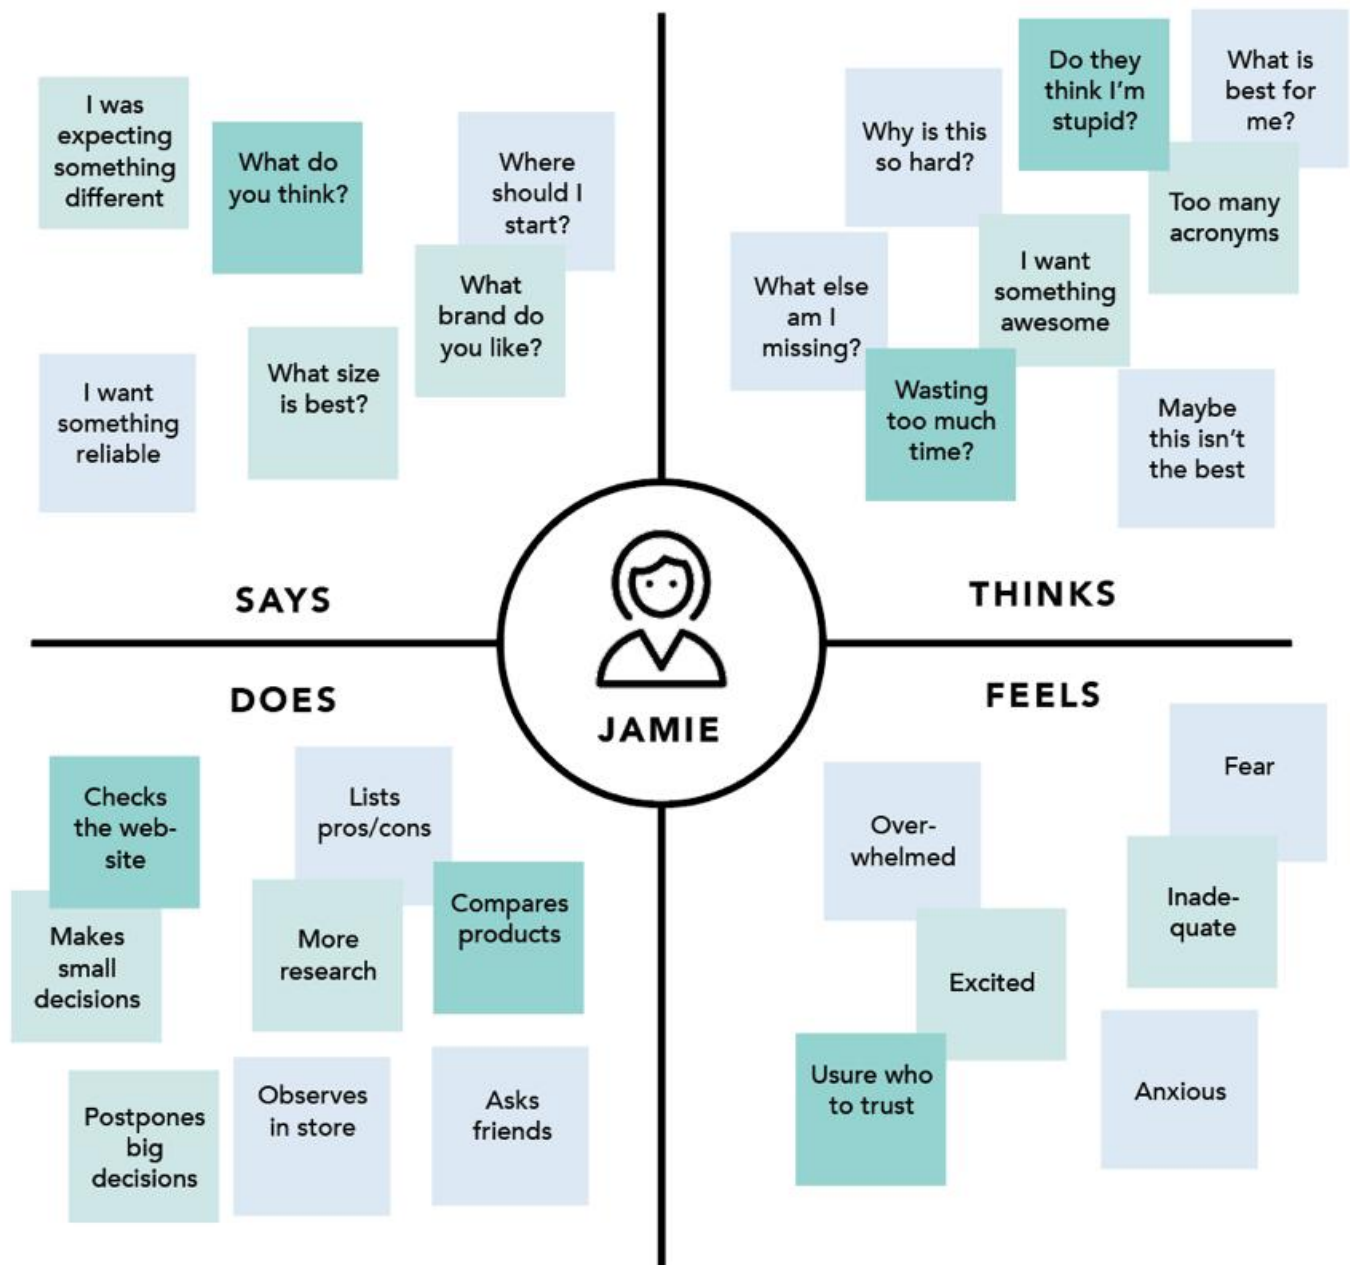 I was
expecting
something
different
What do
you think?
Where
should I
start?
What
brand do
you like?
What size
is best?
I want
something
reliable
SAYS
Do they
think I'm
stupid?
What is
best for
me?
Why is this
so hard?
Too many
acronyms
I want
something
awesome
What else
am I
missing?
Wasting
too much
time?
Maybe
this isn't
the best
THINKS
JAMIE
DOES
Checks
the web-
site
Lists
pros/cons
Compares
products
Makes
small
decisions
More
research
Postpones
big
decisions
Observes
in store
Asks
friends
FEELS
Fear
Over-
whelmed
Inade-
quate
Excited
Usure who
to trust
Anxious